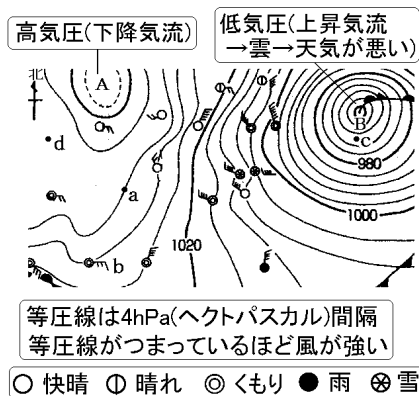 高気圧(下降気流)
低気圧(上昇気流
→雲→天気が悪い)
北
A
B
c
d
980
a
1000
1020
b
等圧線は4hPa(ヘクトパスカル)間隔
等圧線がつまっているほど風が強い
快晴 晴れ くもり 雨 雪